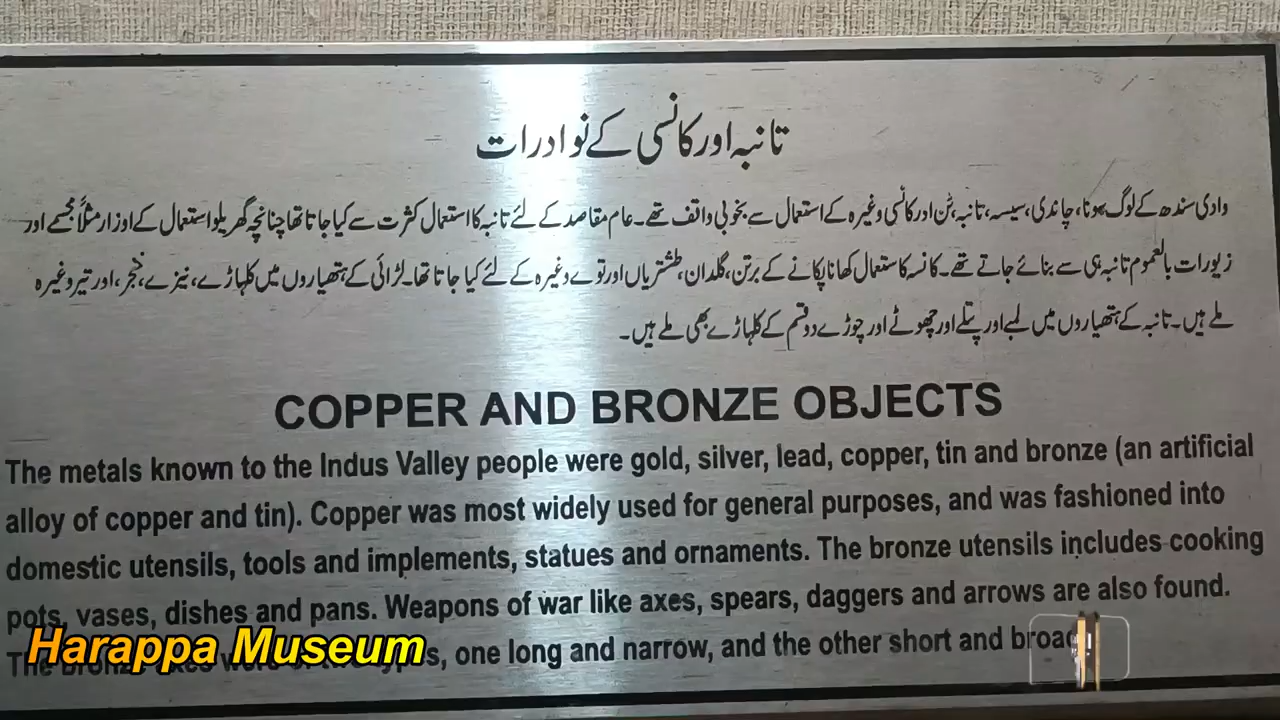 تانبہ اور کانسی کے نوادرات
وادی سندھ کے لوگ سونا، چاندی، سیسہ، تانبہ، ٹن اور کانسی وغیرہ کے استعمال سے بخوبی واقف تھے۔ عام مقاصد کے لئے تانبہ کا استعمال کثرت سے کیا جاتا تھا چنانچہ گھریلو استعمال کے اوزار مثلاً مجسمے اور
زیورات بالعموم تانبہ ہی سے بنائے جاتے تھے۔ کانسہ کا استعمال کھانا پکانے کے برتن، گلدان، طشتریاں اور توے وغیرہ کے لئے کیا جاتا تھا۔ لڑائی کے ہتھیاروں میں کلہاڑے، نیزے، خنجر، اور تیر وغیرہ
ملے ہیں۔ تانبہ کے ہتھیاروں میں لمبے اور پتلے اور چھوٹے اور چوڑے دو قسم کے کلہاڑے بھی ملے ہیں۔
COPPER AND BRONZE OBJECTS
The metals known to the Indus Valley people were gold, silver, lead, copper, tin and bronze (an artificial
alloy of copper and tin). Copper was most widely used for general purposes, and was fashioned into
domestic utensils, tools and implements, statues and ornaments. The bronze utensils includes cooking
pots, vases, dishes and pans. Weapons of war like axes, spears, daggers and arrows are also found.
The one long and narrow, and the other short and
Harappa Museum